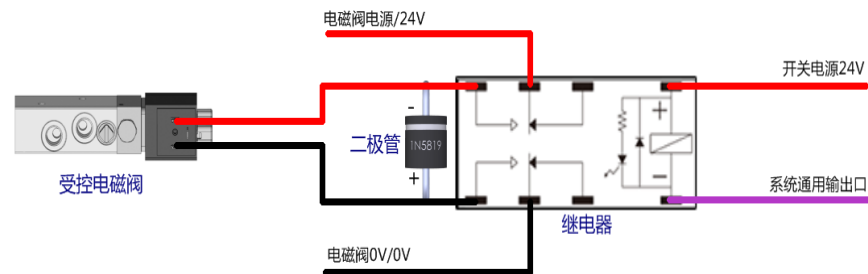 电磁阀电源/24V
开关电源24V
-
+
二极管
1N5819
+
受控电磁阀
-
系统通用输出口
继电器
电磁阀0V/0V